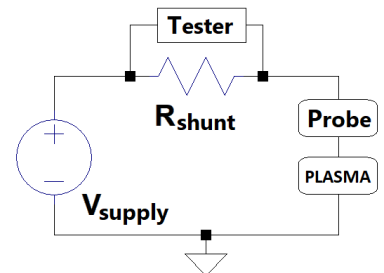 Tester
Rshunt
Probe
PLASMA
+
−
Vsupply